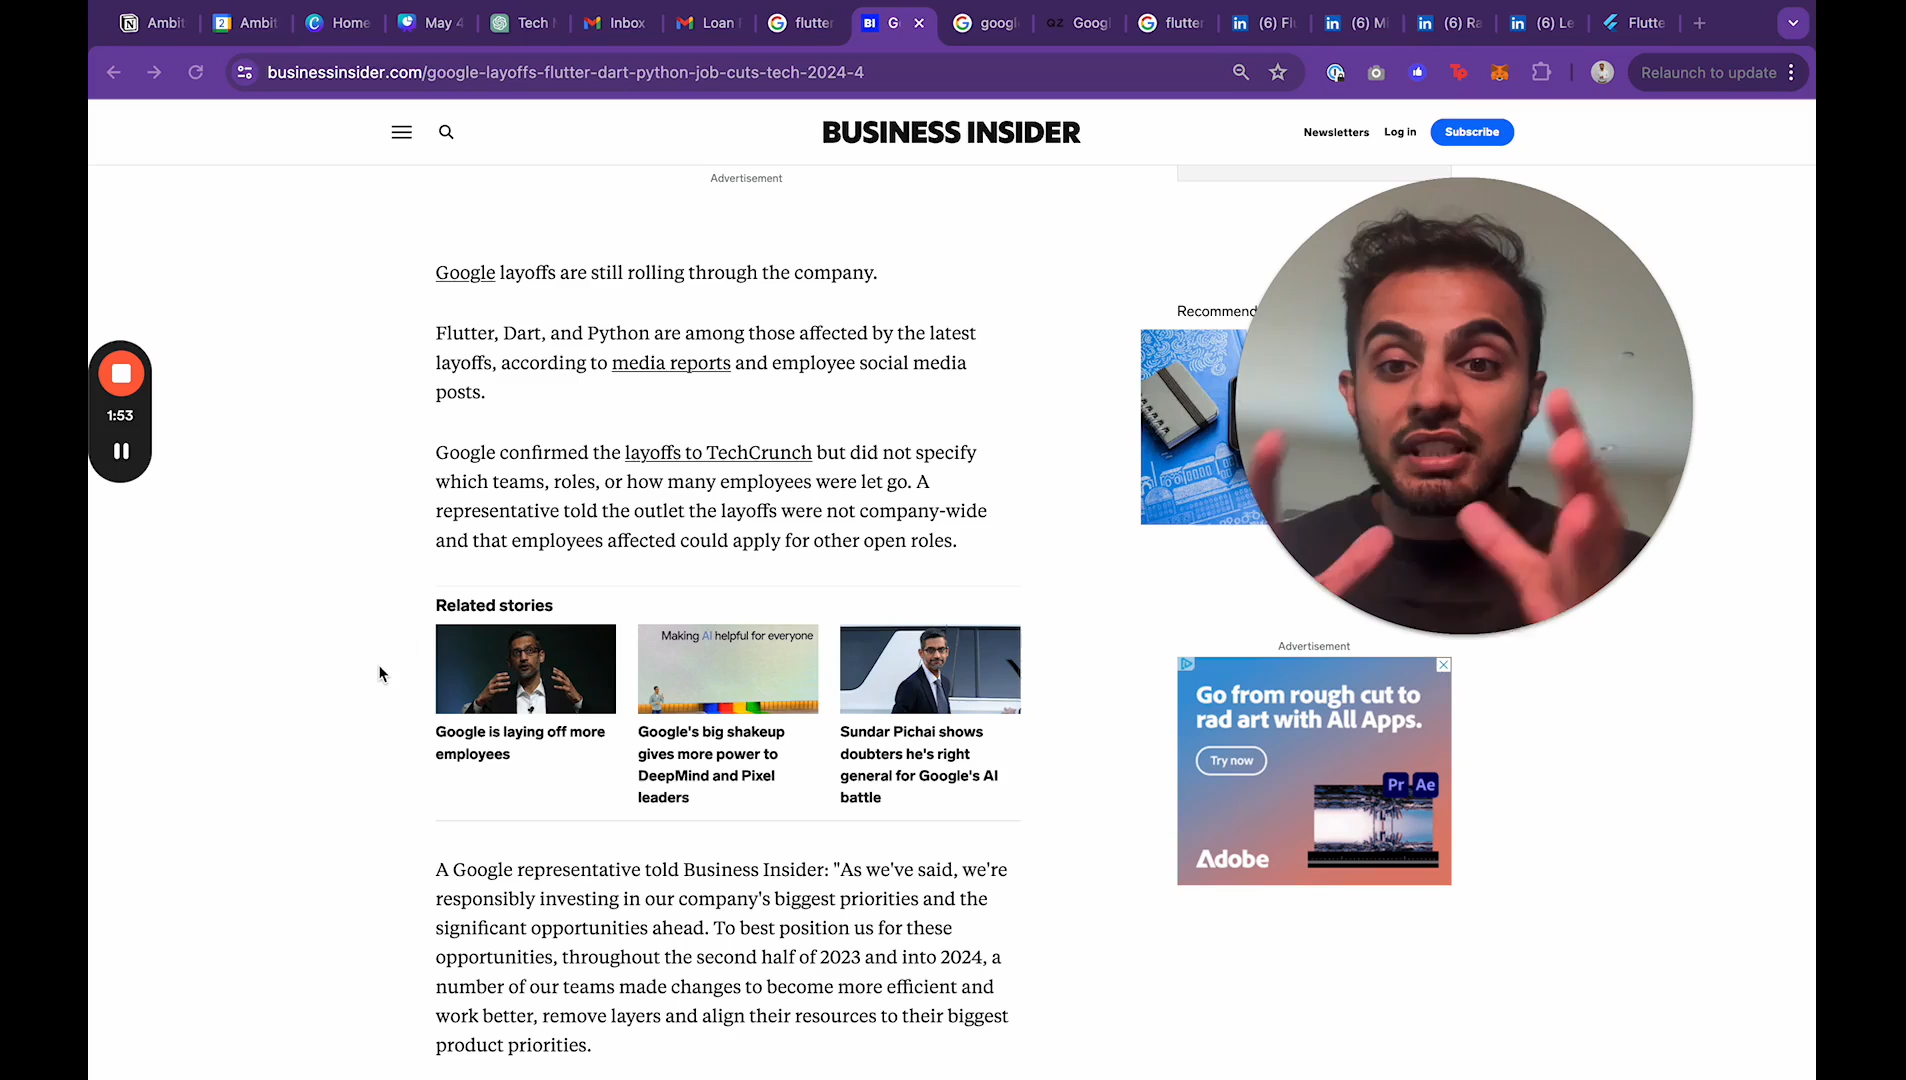 Ambit
Ambit
Home
May 4
Tech
Inbox
Loan
flutter
G
googl
Googl
flutter
(6) Fl
(6) M
(6) Ra
(6) Le
Flutte
businessinsider.com/google-layoffs-flutter-dart-python-job-cuts-tech-2024-4
Relaunch to update
BUSINESS INSIDER
Newsletters
Log in
Subscribe
Advertisement
Google layoffs are still rolling through the company.
Flutter, Dart, and Python are among those affected by the latest
layoffs, according to media reports and employee social media
posts.
Google confirmed the layoffs to TechCrunch but did not specify
which teams, roles, or how many employees were let go. A
representative told the outlet the layoffs were not company-wide
and that employees affected could apply for other open roles.
1:53
Recommend
Related stories
Making AI helpful for everyone
Google is laying off more
employees
Google's big shakeup
gives more power to
DeepMind and Pixel
leaders
Sundar Pichai shows
doubters he's right
general for Google's AI
battle
A Google representative told Business Insider: "As we've said, we're
responsibly investing in our company's biggest priorities and the
significant opportunities ahead. To best position us for these
opportunities, throughout the second half of 2023 and into 2024, a
number of our teams made changes to become more efficient and
work better, remove layers and align their resources to their biggest
product priorities.
Advertisement
Go from rough cut to
rad art with All Apps.
Try now
Pr Ae
Adobe